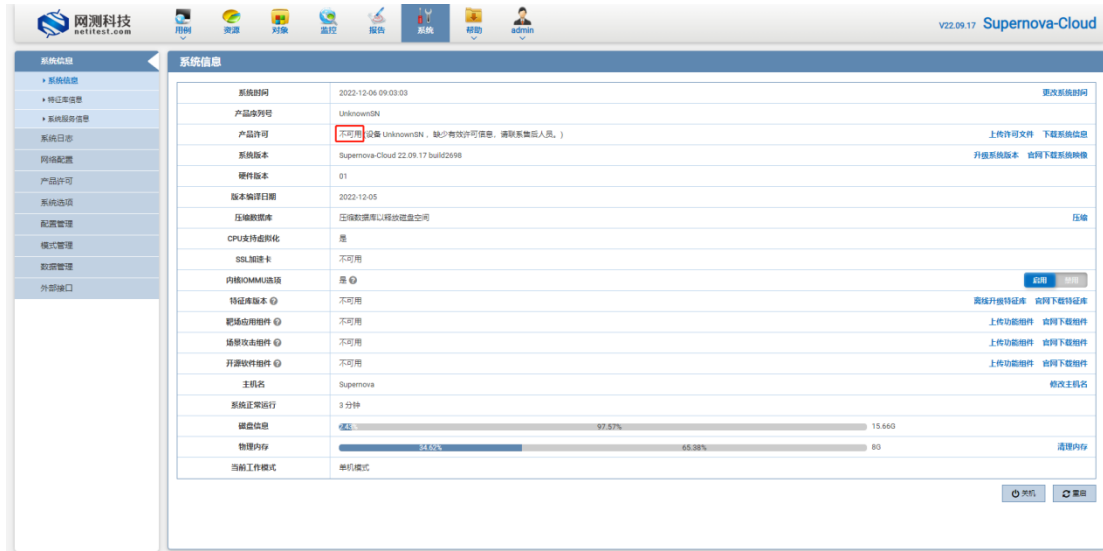 网测科技
netitest.com
用例
资源
对象
监控
报告
系统
帮助
admin
V22.09.17 Supernova-Cloud
系统信息
系统信息
特征库信息
系统服务信息
系统日志
网络配置
产品许可
系统选项
配置管理
模式管理
数据管理
外部接口
系统信息
系统时间 2022-12-06 09:03:03 更改系统时间
产品序列号 UnknownSN
产品许可 不可用(设备 UnknownSN ，缺少有效许可信息，请联系售后人员。) 上传许可文件 下载系统信息
系统版本 Supernova-Cloud 22.09.17 build2698 升级系统版本 官网下载系统映像
硬件版本 01
版本编译日期 2022-12-05
压缩数据库 压缩数据库以释放磁盘空间 压缩
CPU支持虚拟化 是
SSL加速卡 不可用
内核IOMMU选项 是 启用 禁用
特征库版本 不可用 离线升级特征库 官网下载特征库
靶场应用组件 不可用 上传功能组件 官网下载组件
场景攻击组件 不可用 上传功能组件 官网下载组件
开源软件组件 不可用 上传功能组件 官网下载组件
主机名 Supernova 修改主机名
系统正常运行 3 分钟
磁盘信息 2.43% 97.57% 15.66G
物理内存 34.62% 65.38% 8G 清理内存
当前工作模式 单机模式
关机 重启